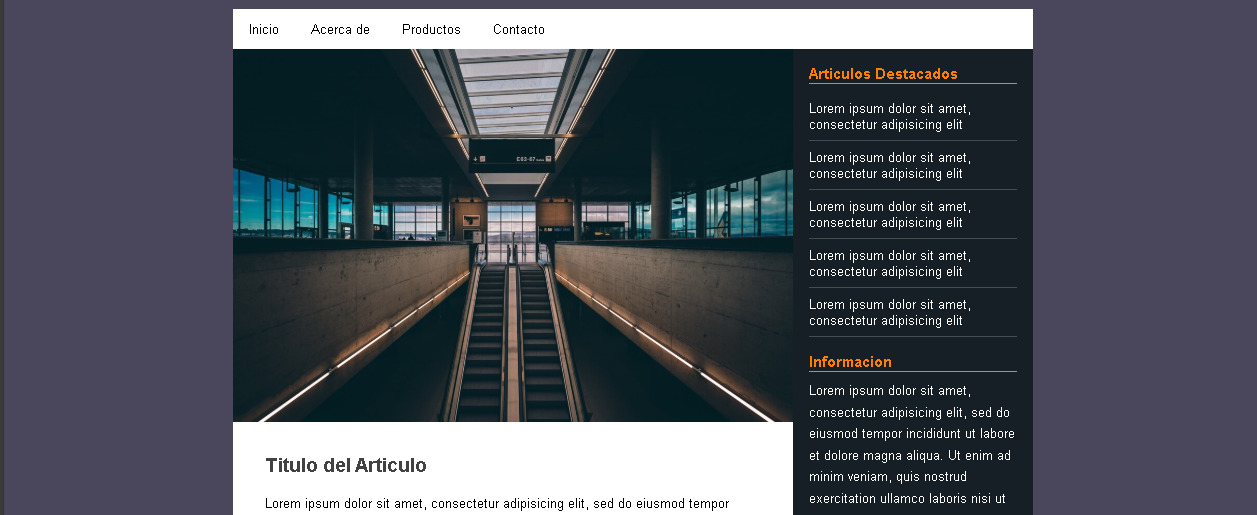 Inicio Acerca de Productos Contacto
E02-07
Titulo del Articulo
Lorem ipsum dolor sit amet, consectetur adipisicing elit, sed do eiusmod tempor
Articulos Destacados
Lorem ipsum dolor sit amet,
consectetur adipisicing elit
Lorem ipsum dolor sit amet,
consectetur adipisicing elit
Lorem ipsum dolor sit amet,
consectetur adipisicing elit
Lorem ipsum dolor sit amet,
consectetur adipisicing elit
Lorem ipsum dolor sit amet,
consectetur adipisicing elit
Informacion
Lorem ipsum dolor sit amet,
consectetur adipisicing elit, sed do
eiusmod tempor incididunt ut labore
et dolore magna aliqua. Ut enim ad
minim veniam, quis nostrud
exercitation ullamco laboris nisi ut